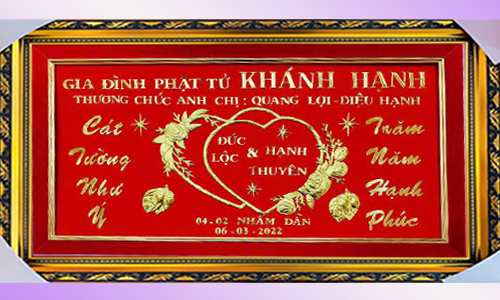 GIA ĐÌNH PHẬT TỬ KHÁNH HẠNH
THƯƠNG CHÚC ANH CHỊ : QUANG LỢI - DIỆU HẠNH
Cát
Tường
Như
Ý
ĐỨC
LỘC
&
HẠNH
THUYÊN
Trăm
Năm
Hạnh
Phúc
04-02 NHÂM DẦN
06-03-2022